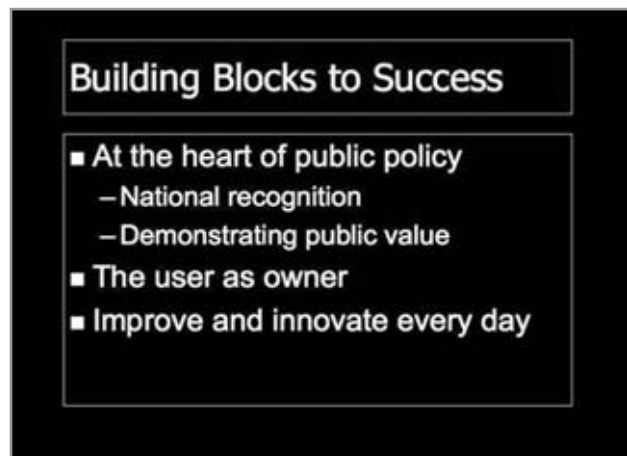 Building Blocks to Success
■ At the heart of public policy
–National recognition
–Demonstrating public value
■ The user as owner
■ Improve and innovate every day